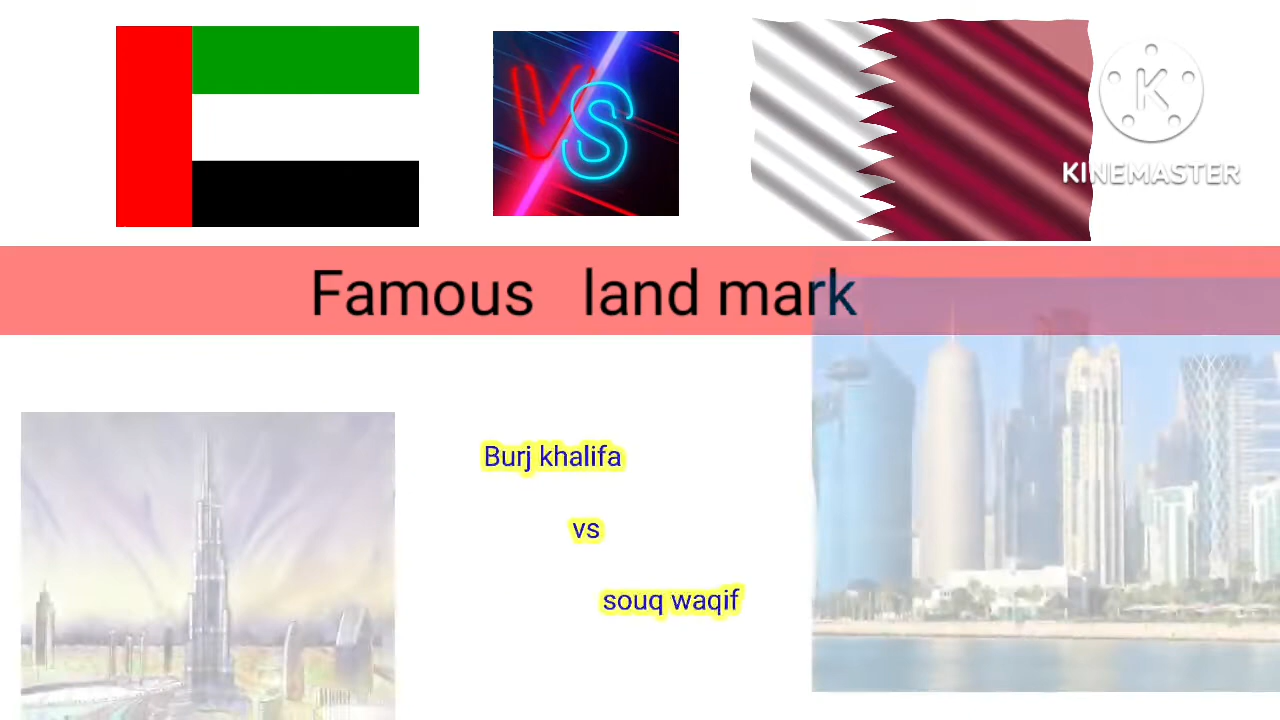 VS
K
KINEMASTER
Famous land mark
Burj khalifa
vs
souq waqif